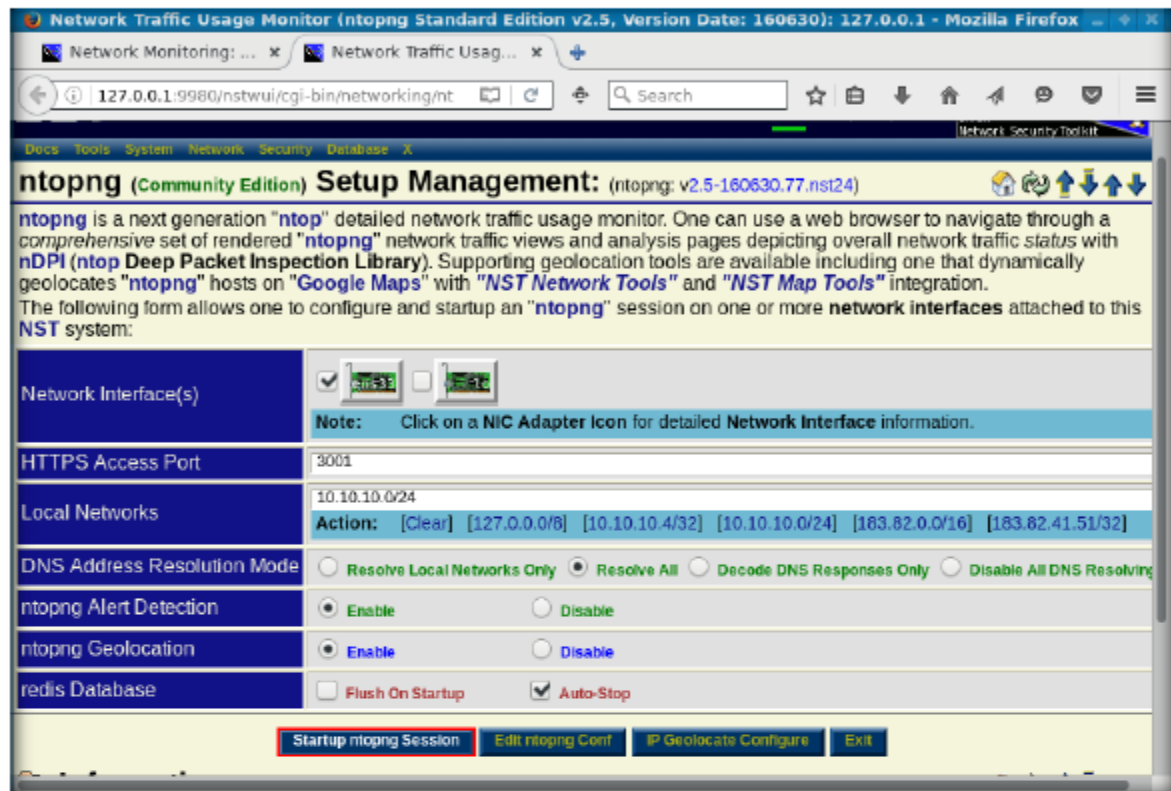 Network Traffic Usage Monitor (ntopng Standard Edition v2.5, Version Date: 160630): 127.0.0.1 - Mozilla Firefox
Network Monitoring: ...
Network Traffic Usag...
127.0.0.1:9980/nstwui/cgi-bin/networking/nt
Search
Network Security Toolkit
Docs Tools System Network Security Database X
ntopng (Community Edition) Setup Management: (ntopng: v2.5-160630.77.nst24)
ntopng is a next generation "ntop" detailed network traffic usage monitor. One can use a web browser to navigate through a
comprehensive set of rendered "ntopng" network traffic views and analysis pages depicting overall network traffic status with
nDPI (ntop Deep Packet Inspection Library). Supporting geolocation tools are available including one that dynamically
geolocates "ntopng" hosts on "Google Maps" with "NST Network Tools" and "NST Map Tools" integration.
The following form allows one to configure and startup an "ntopng" session on one or more network interfaces attached to this
NST system:
Network Interface(s)
Note: Click on a NIC Adapter Icon for detailed Network Interface information.
HTTPS Access Port
3001
Local Networks
10.10.10.0/24
Action: [Clear] [127.0.0.0/8] [10.10.10.4/32] [10.10.10.0/24] [183.82.0.0/16] [183.82.41.51/32]
DNS Address Resolution Mode
Resolve Local Networks Only Resolve All Decode DNS Responses Only Disable All DNS Resolving
ntopng Alert Detection
Enable Disable
ntopng Geolocation
Enable Disable
redis Database
Flush On Startup Auto-Stop
Startup ntopng Session Edit ntopng Conf IP Geolocate Configure Exit